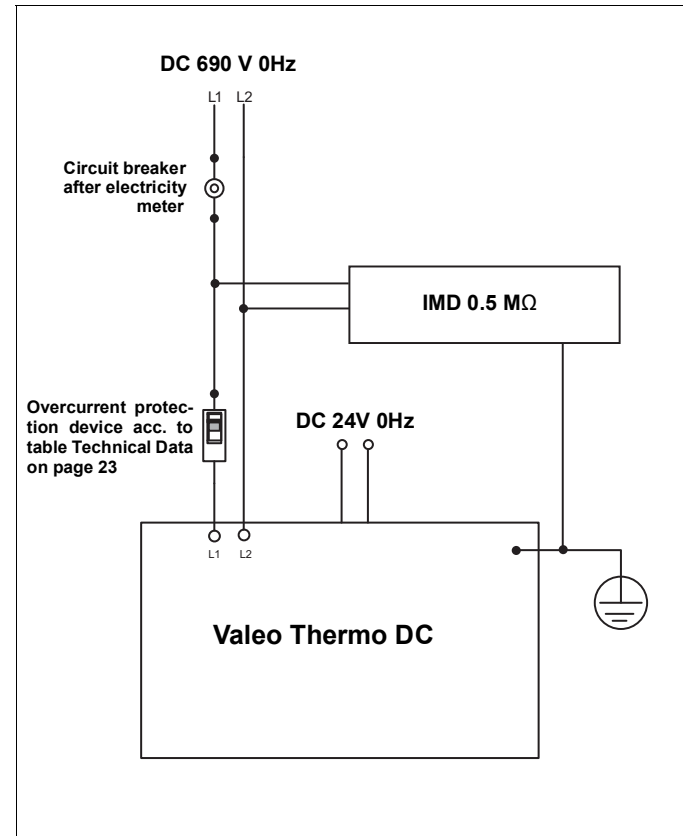 DC 690 V 0Hz
L1 L2
Circuit breaker
after electricity
meter
IMD 0.5 MΩ
Overcurrent protec-
tion device acc. to
table Technical Data
on page 23
DC 24V 0Hz
L1 L2
Valeo Thermo DC